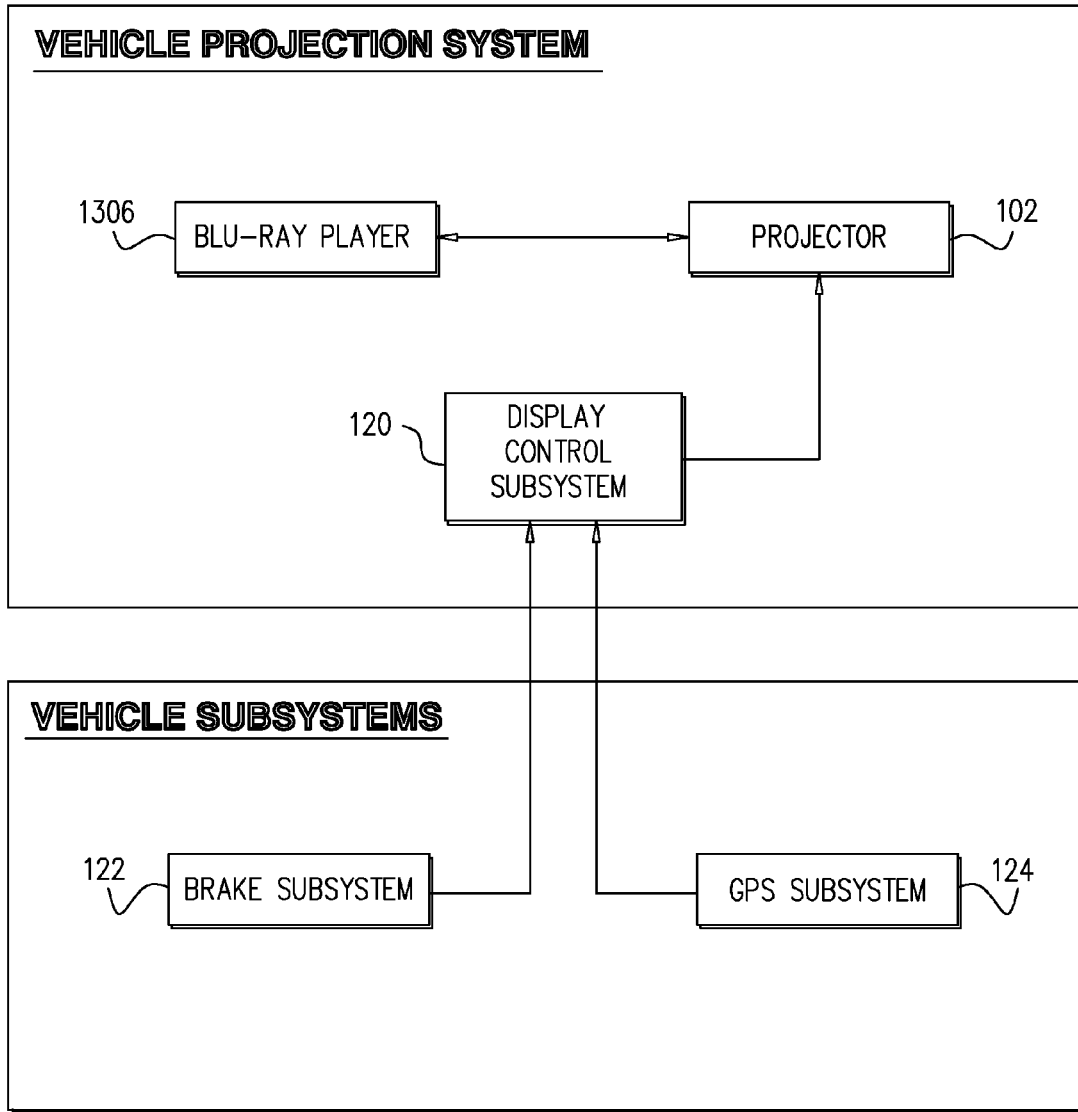 VEHICLE PROJECTION SYSTEM
1306
BLU-RAY PLAYER
PROJECTOR
102
120
DISPLAY
CONTROL
SUBSYSTEM
VEHICLE SUBSYSTEMS
122
BRAKE SUBSYSTEM
GPS SUBSYSTEM
124